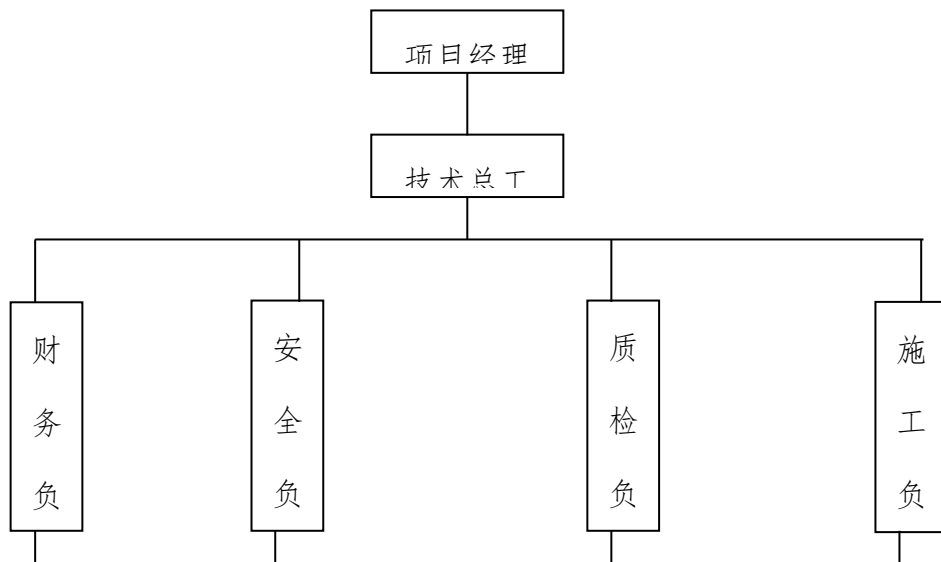 项目经理
技术总工
财务负
安全负
质检负
施工负